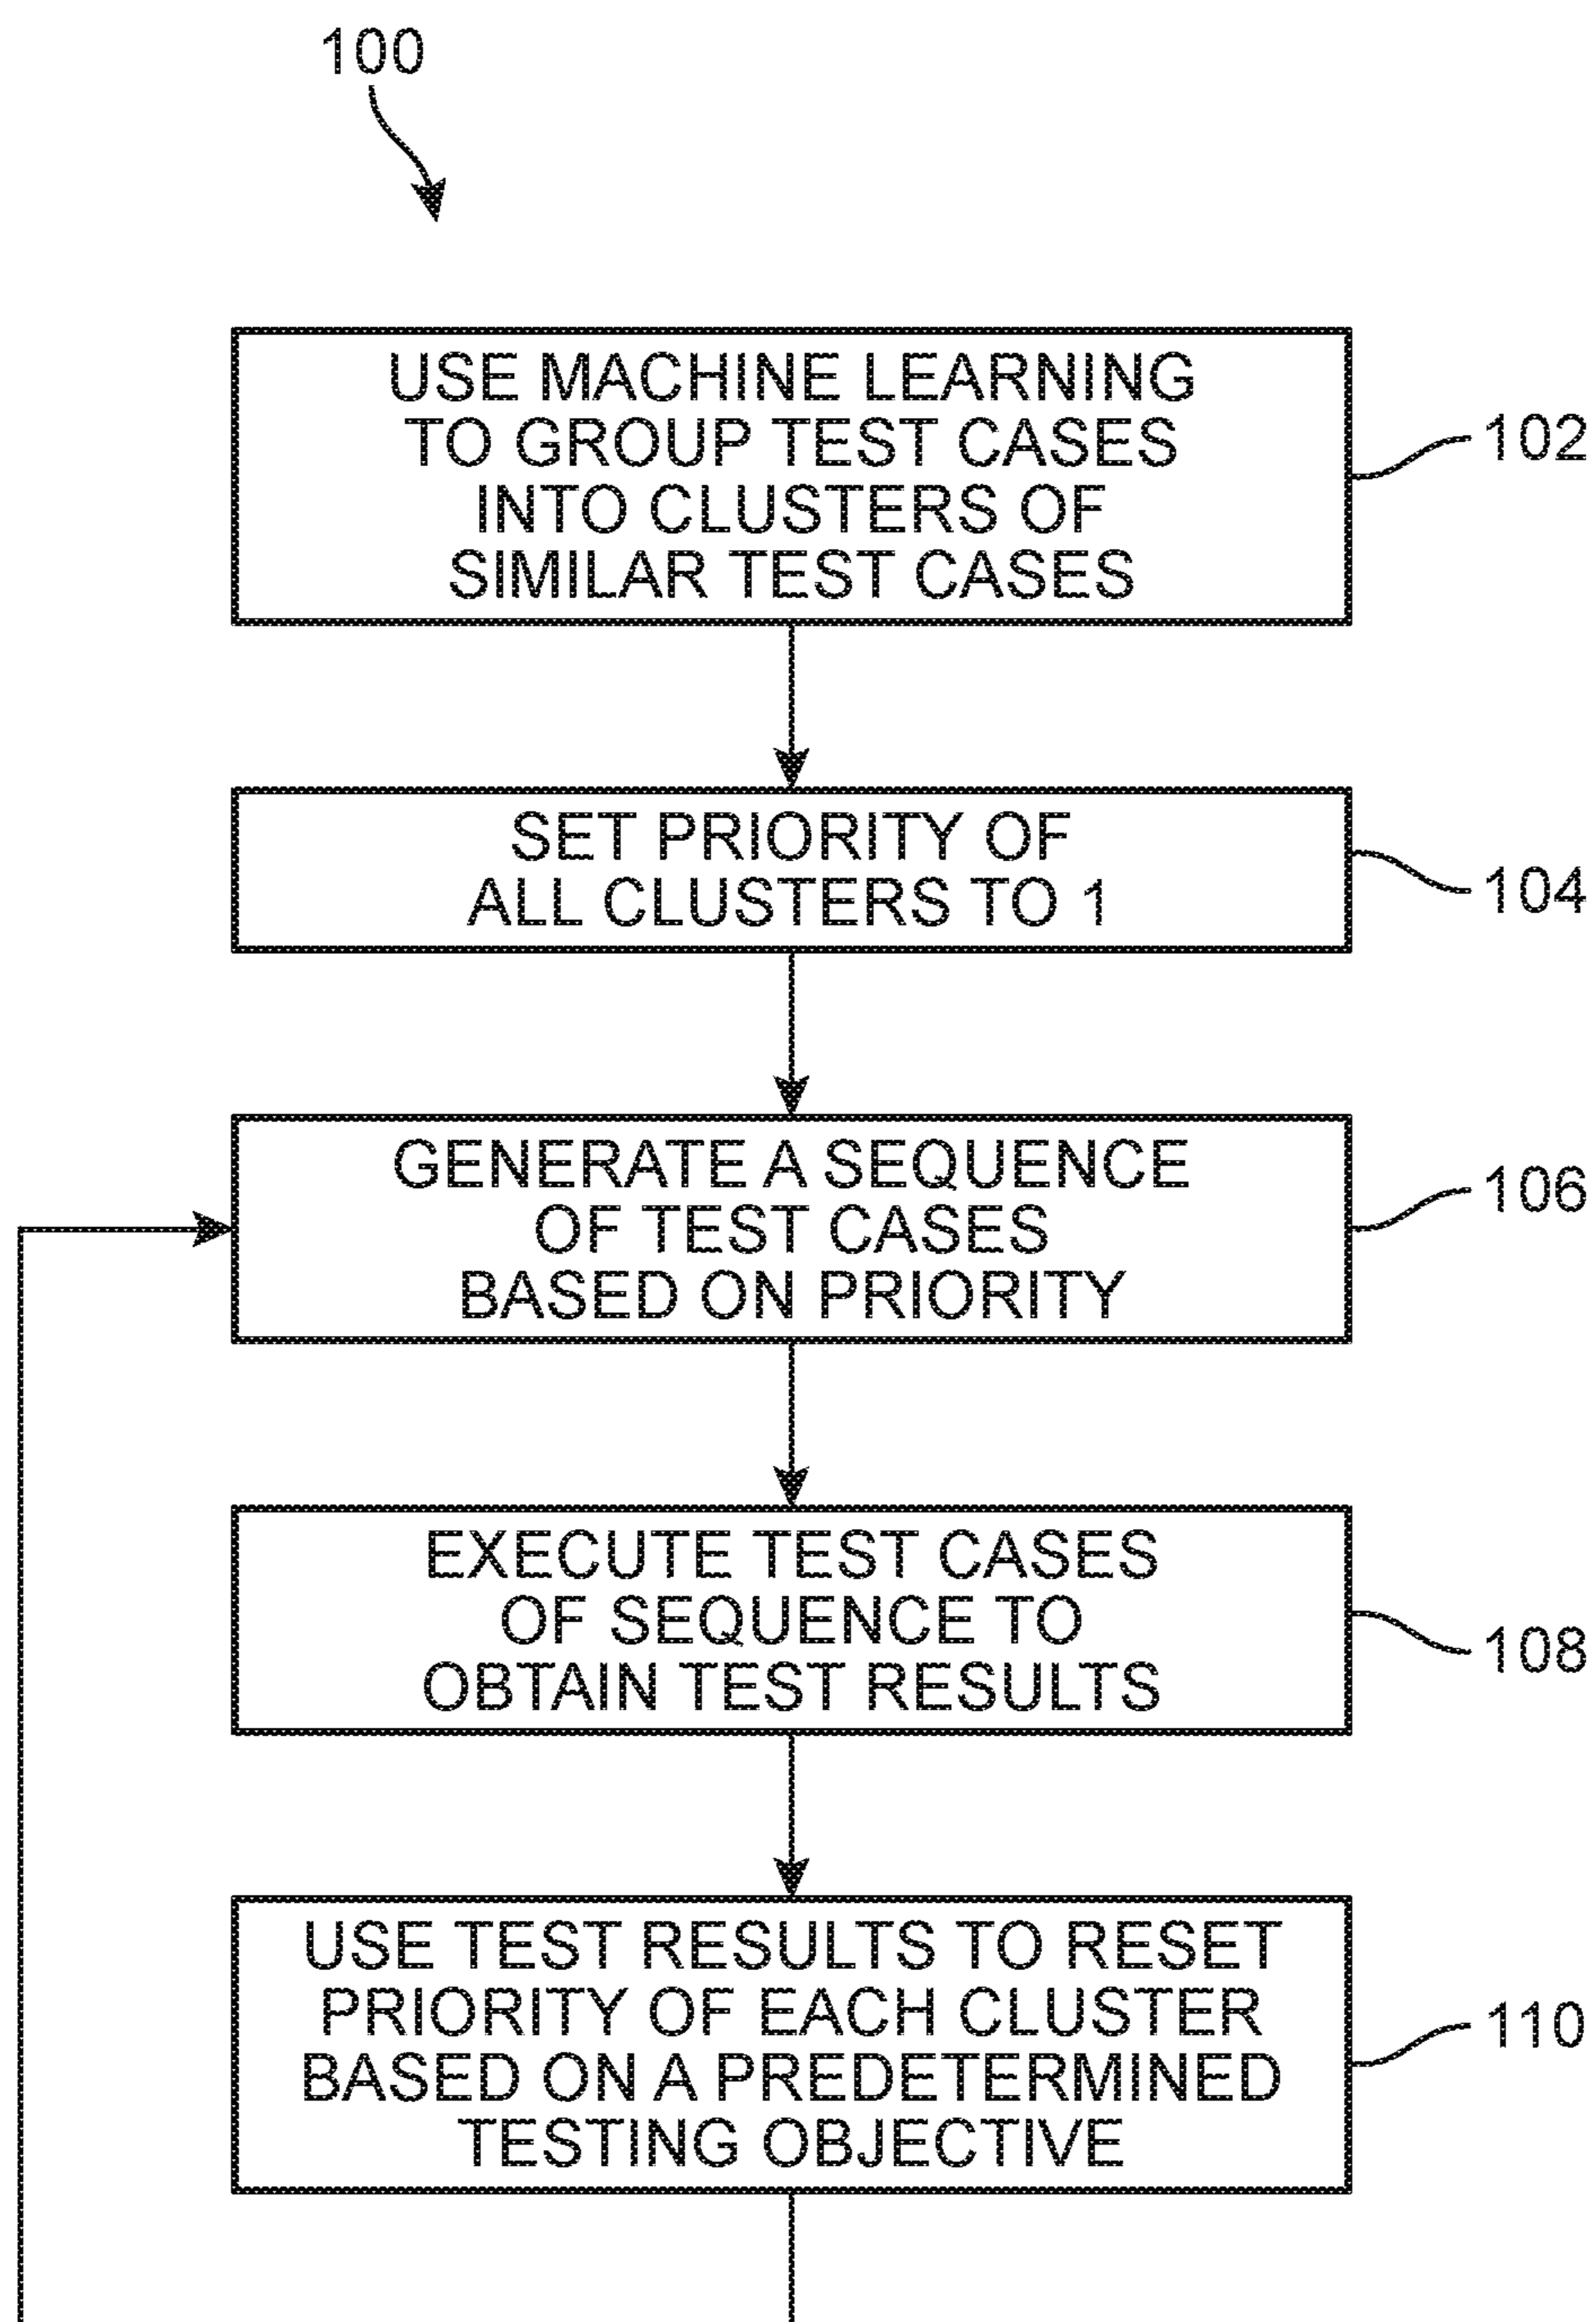 100
USE MACHINE LEARNING
TO GROUP TEST CASES
INTO CLUSTERS OF
SIMILAR TEST CASES
102
SET PRIORITY OF
ALL CLUSTERS TO 1
104
GENERATE A SEQUENCE
OF TEST CASES
BASED ON PRIORITY
106
EXECUTE TEST CASES
OF SEQUENCE TO
OBTAIN TEST RESULTS
108
USE TEST RESULTS TO RESET
PRIORITY OF EACH CLUSTER
BASED ON A PREDETERMINED
TESTING OBJECTIVE
110